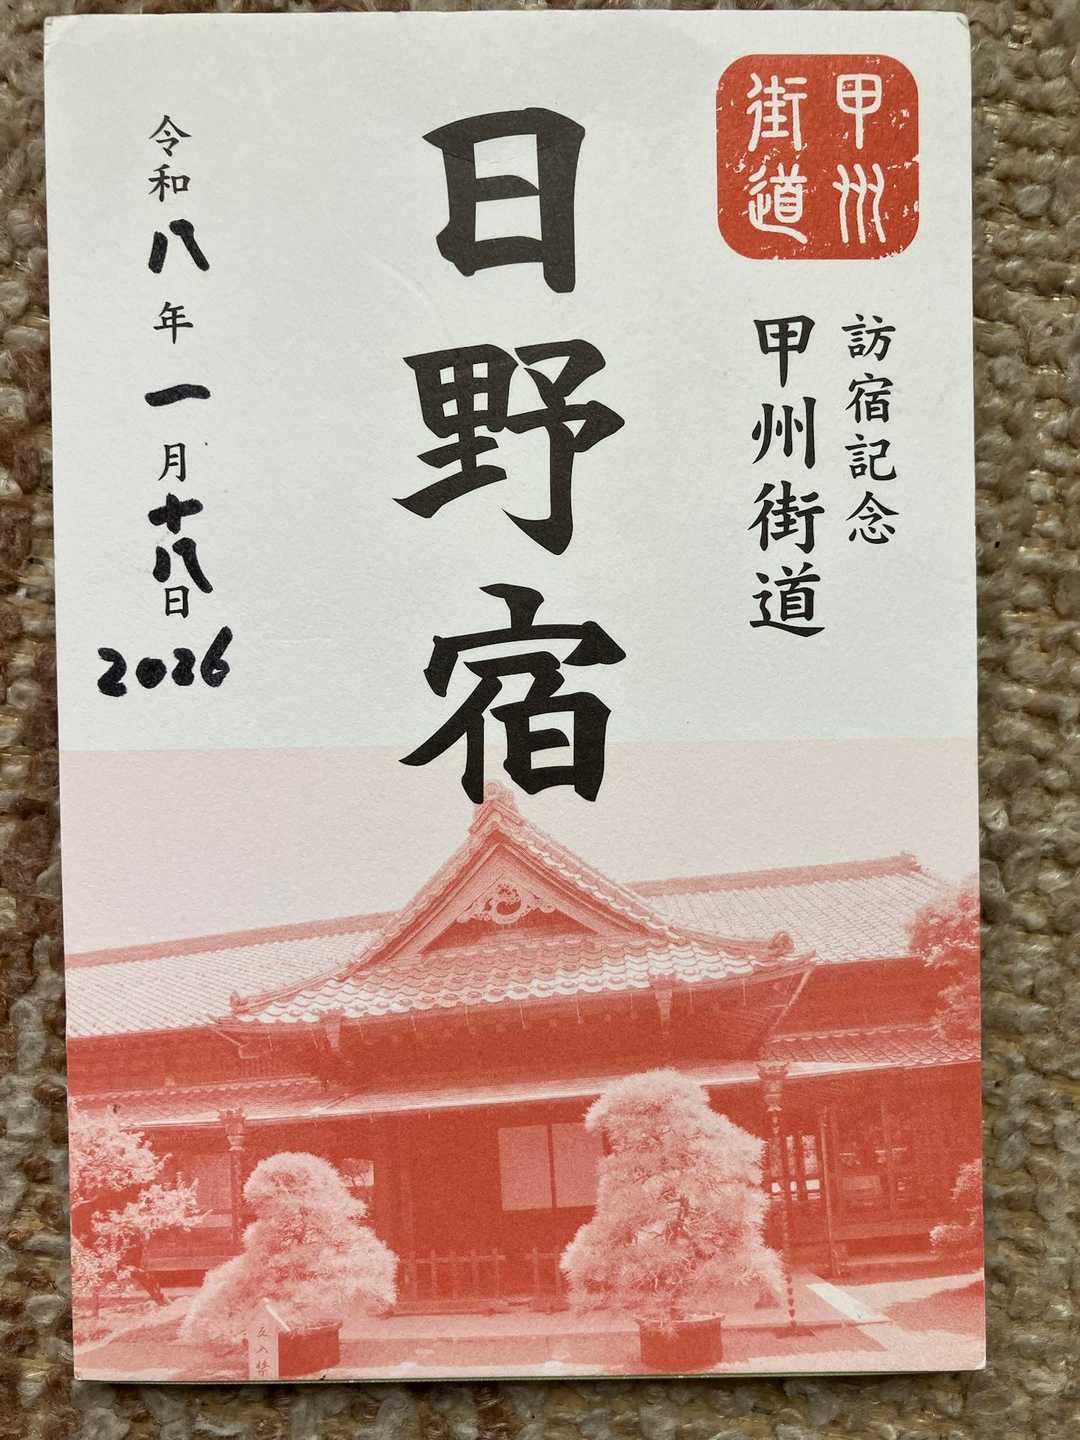 甲州
街道
訪宿記念
甲州街道
日野宿
令和八年一月十八日
2026